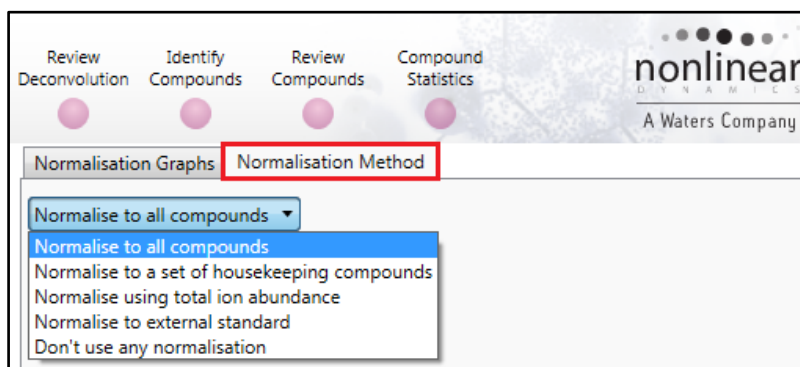 Review Deconvolution
Identify Compounds
Review Compounds
Compound Statistics
nonlinear
DYNAMICS
A Waters Company
Normalisation Graphs
Normalisation Method
Normalise to all compounds
Normalise to all compounds
Normalise to a set of housekeeping compounds
Normalise using total ion abundance
Normalise to external standard
Don't use any normalisation